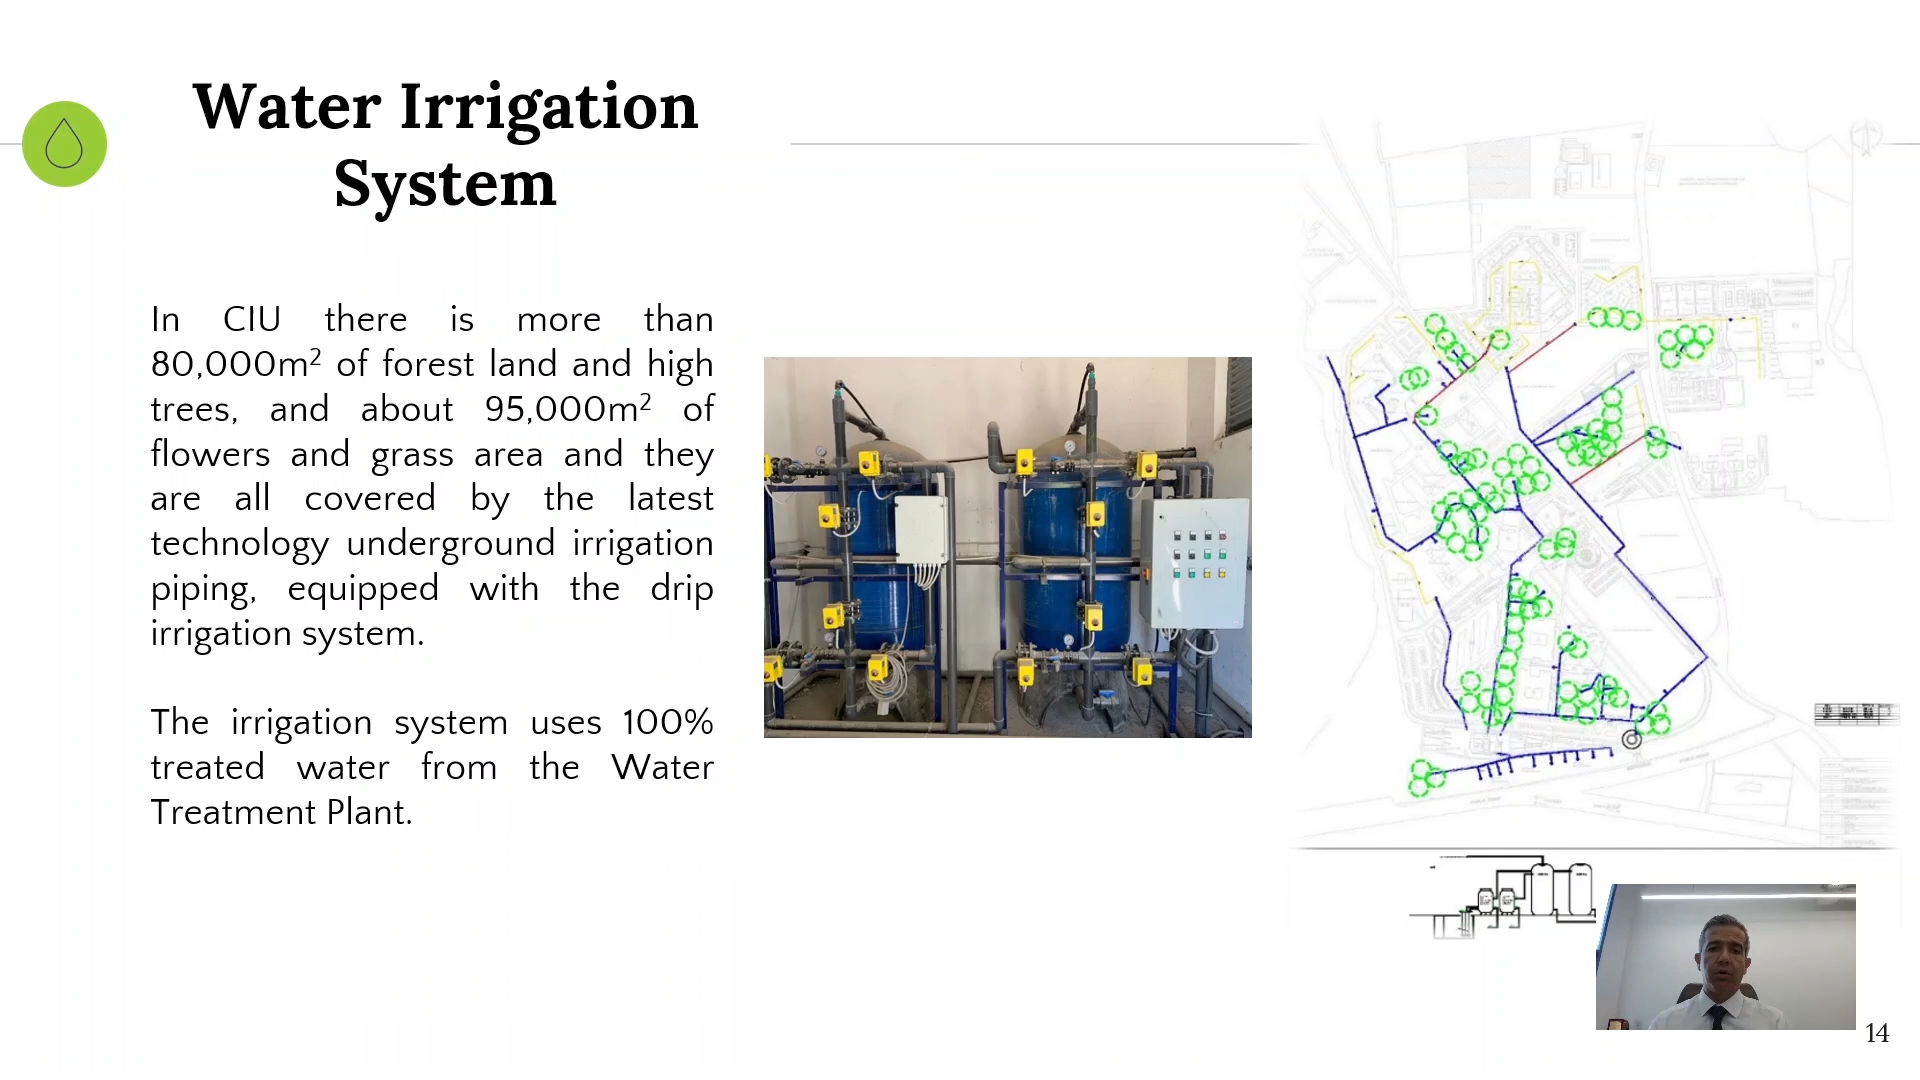 Water Irrigation
System
In CIU there is more than
80,000m² of forest land and high
trees, and about 95,000m² of
flowers and grass area and they
are all covered by the latest
technology underground irrigation
piping, equipped with the drip
irrigation system.
The irrigation system uses 100%
treated water from the Water
Treatment Plant.
14